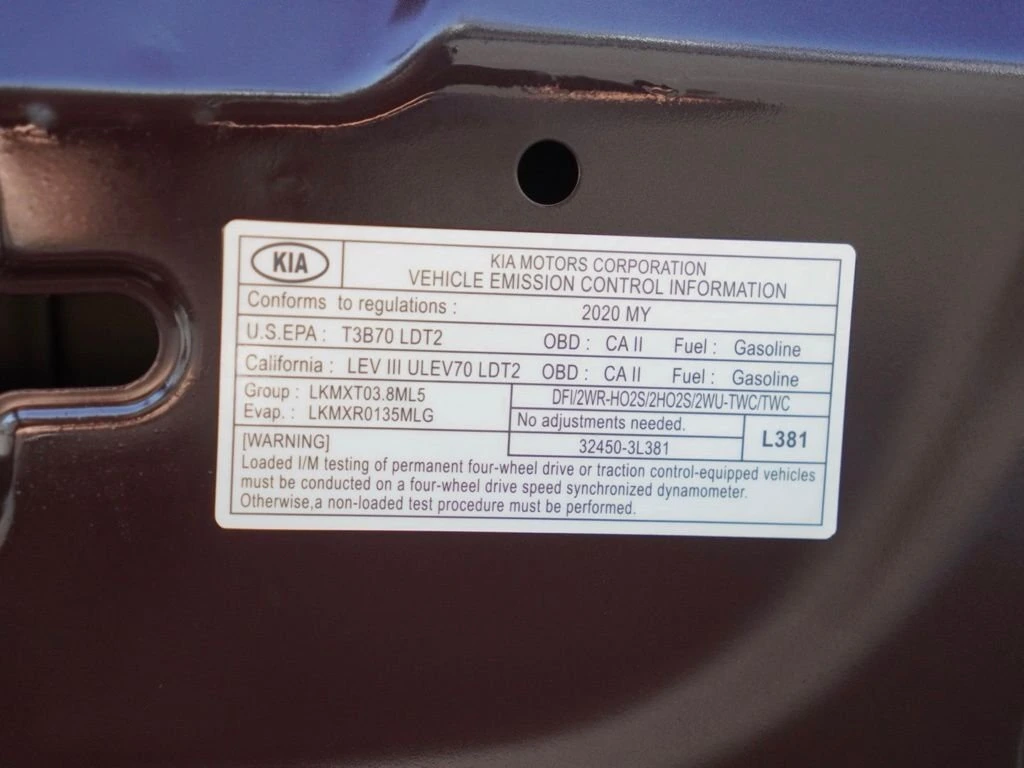 KIA
KIA MOTORS CORPORATION
VEHICLE EMISSION CONTROL INFORMATION
Conforms to regulations : 2020 MY
U.S.EPA : T3B70 LDT2 OBD : CA II Fuel : Gasoline
California : LEV III ULEV70 LDT2 OBD : CA II Fuel : Gasoline
Group : LKMXT03.8ML5
Evap. : LKMXR0135MLG
DFI/2WR-HO2S/2HO2S/2WU-TWC/TWC
No adjustments needed.
32450-3L381
L381
[WARNING]
Loaded I/M testing of permanent four-wheel drive or traction control-equipped vehicles
must be conducted on a four-wheel drive speed synchronized dynamometer.
Otherwise,a non-loaded test procedure must be performed.